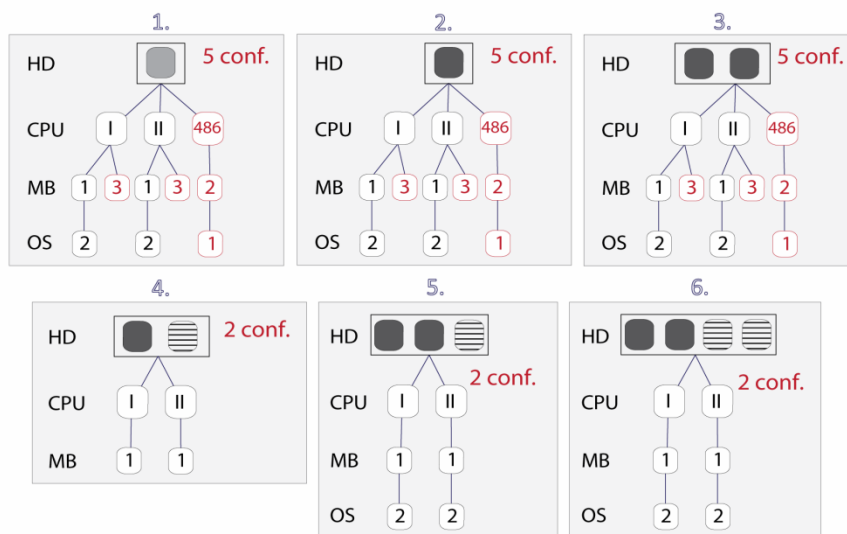 1. 2. 3.
HD 5 conf. HD 5 conf. HD 5 conf.
CPU I II 486 CPU I II 486 CPU I II 486
MB 1 3 1 3 2 MB 1 3 1 3 2 MB 1 3 1 3 2
OS 2 2 1 OS 2 2 1 OS 2 2 1
4. 5. 6.
HD 2 conf. HD HD
2 conf. 2 conf.
CPU I II CPU I II CPU I II
MB 1 1 MB 1 1 MB 1 1
OS 2 2 OS 2 2